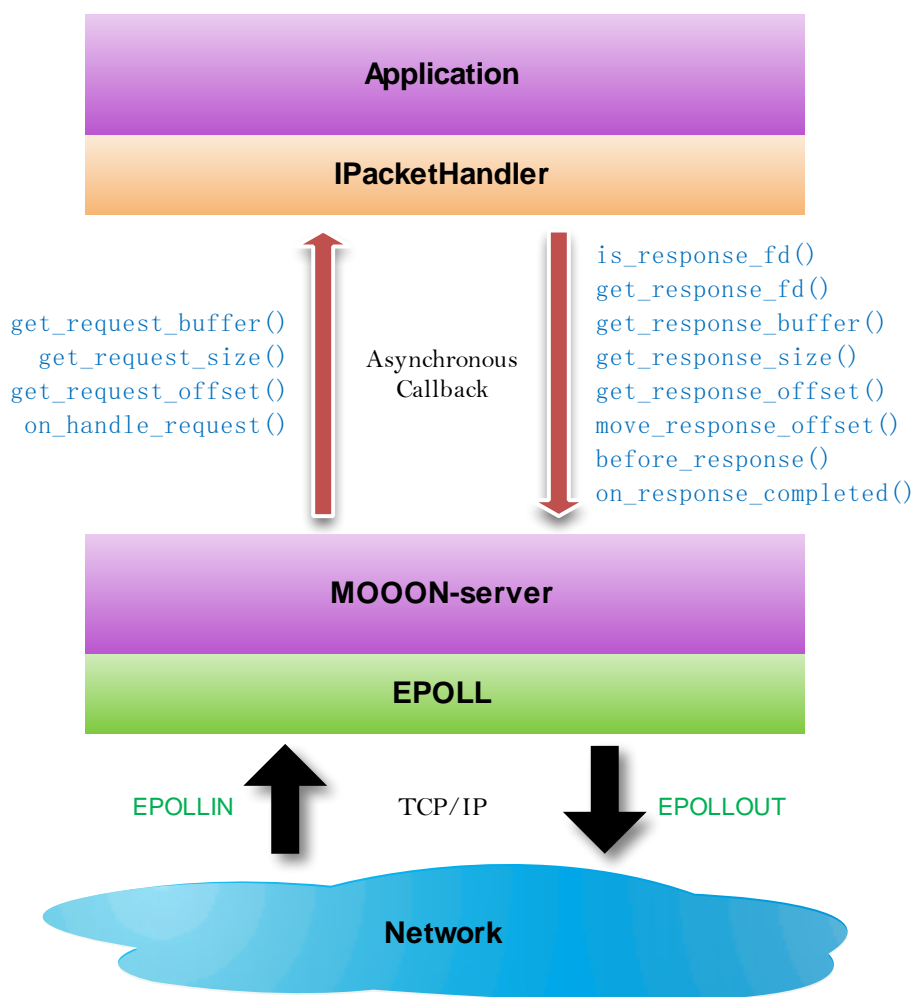 Application
IPacketHandler
get_request_buffer()
get_request_size()
get_request_offset()
on_handle_request()
Asynchronous
Callback
is_response_fd()
get_response_fd()
get_response_buffer()
get_response_size()
get_response_offset()
move_response_offset()
before_response()
on_response_completed()
MOOON-server
EPOLL
EPOLLIN
TCP/IP
EPOLLOUT
Network